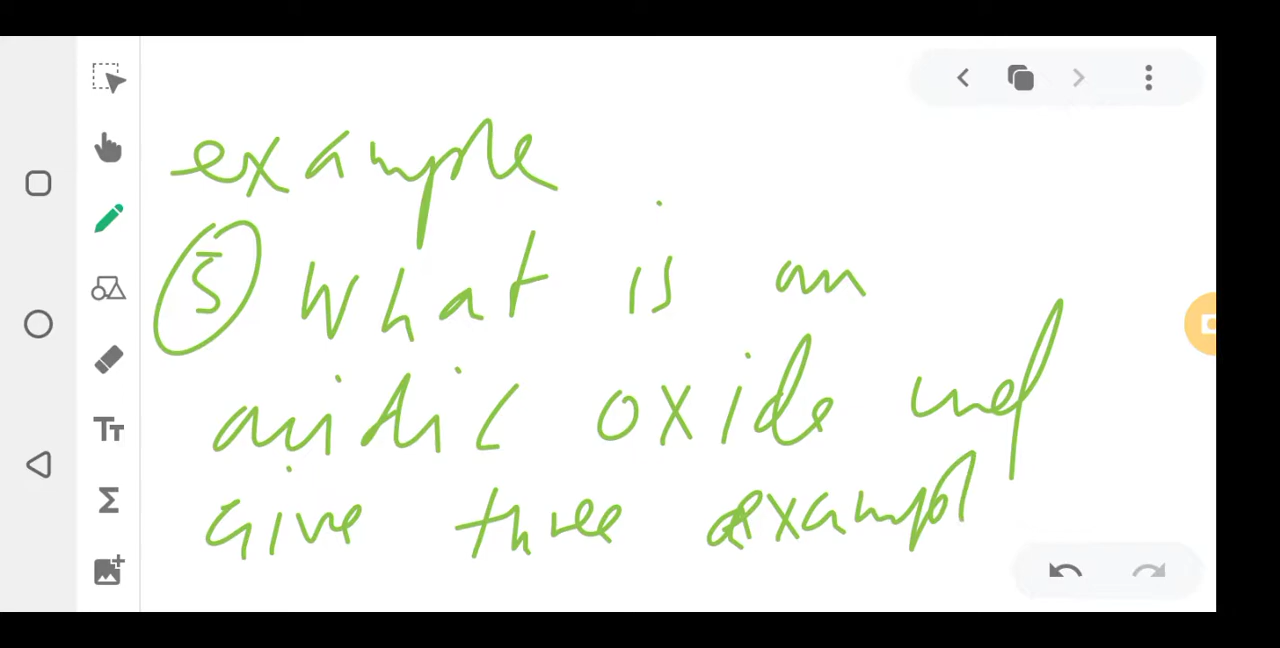 example
⑤ What is an
acidic oxide and
Give three exampl